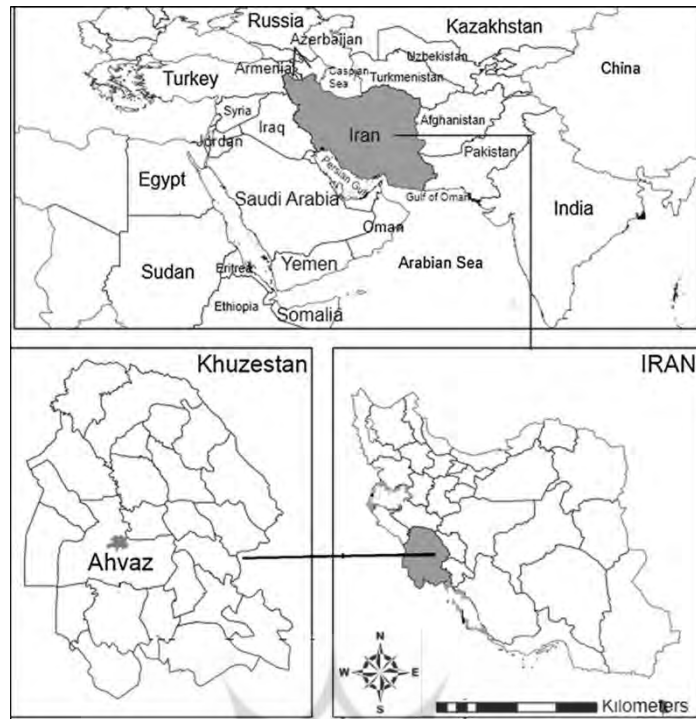 Russia
Kazakhstan
Azerbaijan
Armenia
Uzbekistan
China
Turkey
Caspian
Sea
Turkmenistan
Syria
Afghanistan
Iraq
Iran
Jordan
Pakistan
Persian Gulf
Egypt
Saudi Arabia
Gulf of Oman
India
Oman
Sudan
Eritrea
Yemen
Arabian Sea
Ethiopia
Somalia
Khuzestan
Ahvaz
IRAN
N
W E
S
Kilometers